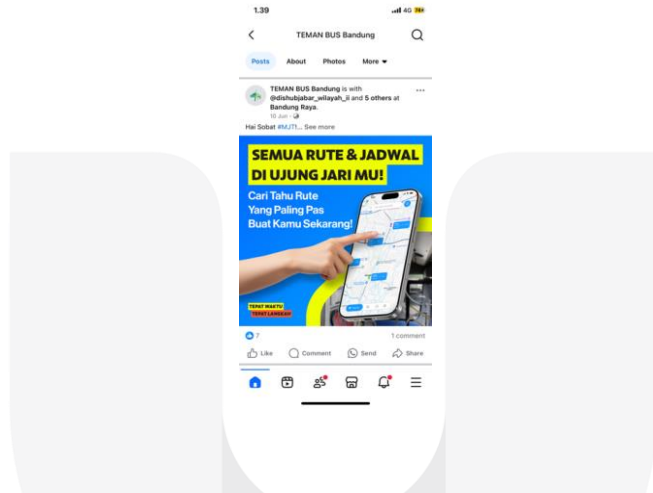 1.39
4G 78+
TEMAN BUS Bandung
Posts About Photos More
TEMAN BUS Bandung is with
@dishubjabar_wilayah_ii and 5 others at
Bandung Raya.
10 Jun
Hai Sobat #MJT!... See more
SEMUA RUTE & JADWAL
DI UJUNG JARI MU!
Cari Tahu Rute
Yang Paling Pas
Buat Kamu Sekarang!
TEPAT WAKTU
TEPAT LANGKAH
7
1 comment
Like Comment Send Share